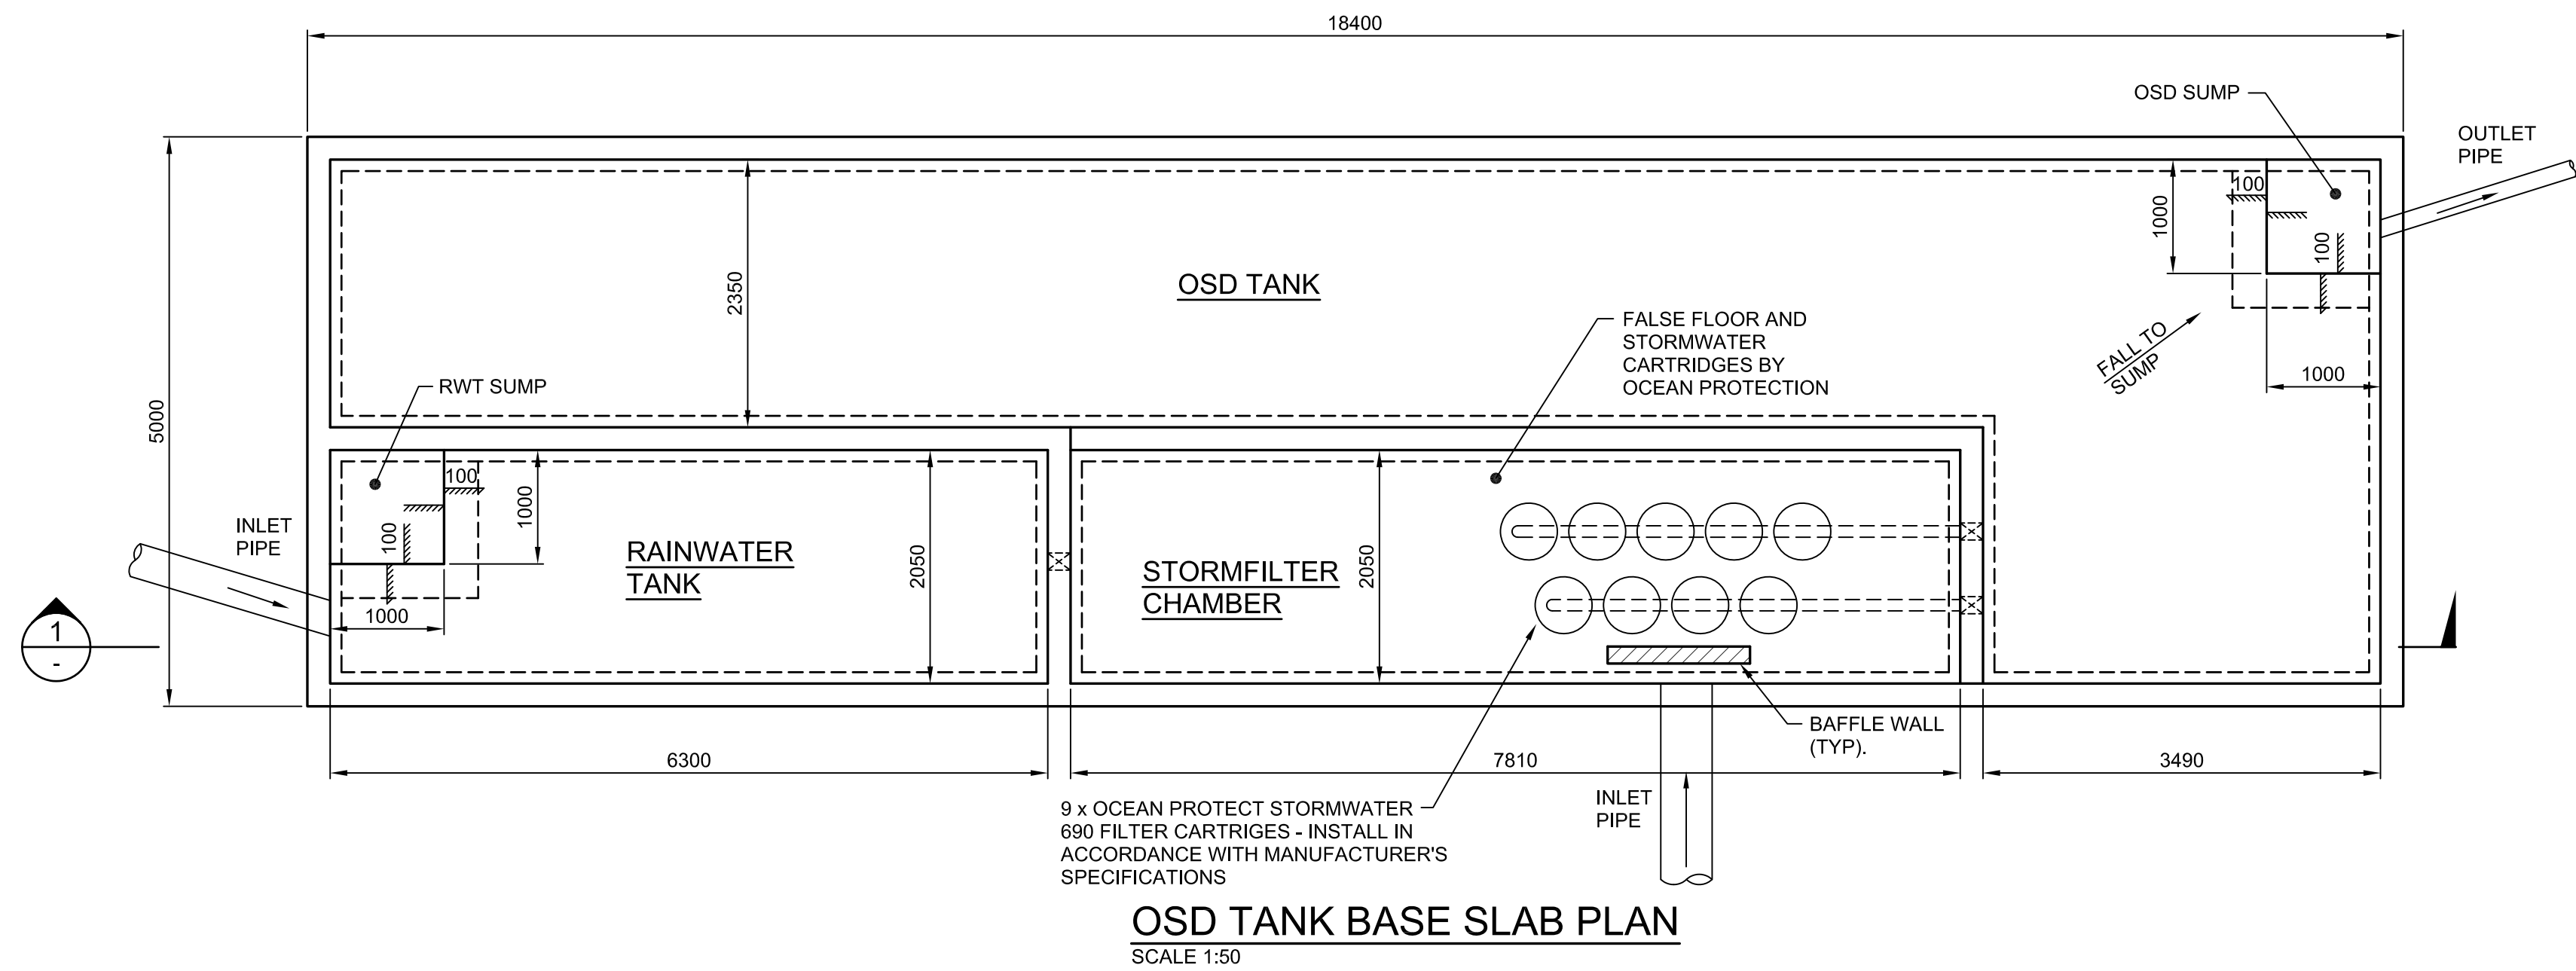 18400
OSD SUMP
OUTLET
PIPE
100
1000
100
2350
OSD TANK
FALSE FLOOR AND
STORMWATER
CARTRIDGES BY
OCEAN PROTECTION
FALL TO
SUMP
1000
RWT SUMP
5000
100
1000
100
INLET
PIPE
RAINWATER
TANK
2050
STORMFILTER
CHAMBER
2050
1000
1
-
BAFFLE WALL
(TYP).
6300
7810
3490
9 x OCEAN PROTECT STORMWATER
690 FILTER CARTRIGES - INSTALL IN
ACCORDANCE WITH MANUFACTURER'S
SPECIFICATIONS
INLET
PIPE
OSD TANK BASE SLAB PLAN
SCALE 1:50